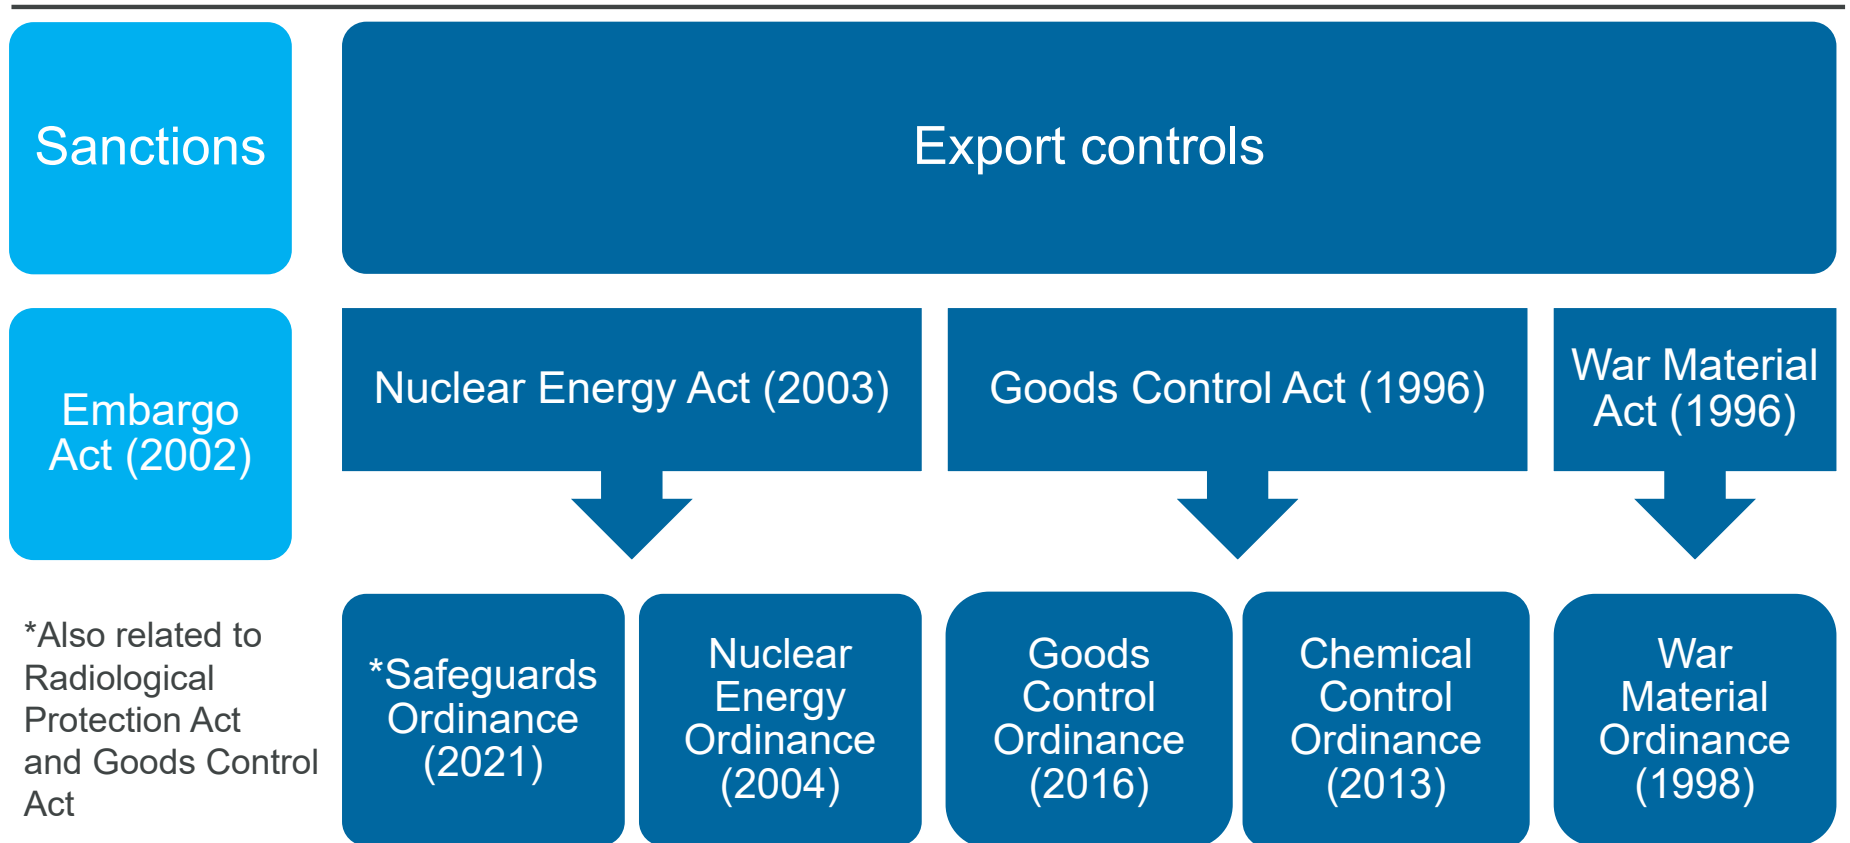 Sanctions
Export controls
Embargo
Act (2002)
Nuclear Energy Act (2003)
Goods Control Act (1996)
War Material
Act (1996)
*Also related to
Radiological
Protection Act
and Goods Control
Act
*Safeguards
Ordinance
(2021)
Nuclear
Energy
Ordinance
(2004)
Goods
Control
Ordinance
(2016)
Chemical
Control
Ordinance
(2013)
War
Material
Ordinance
(1998)